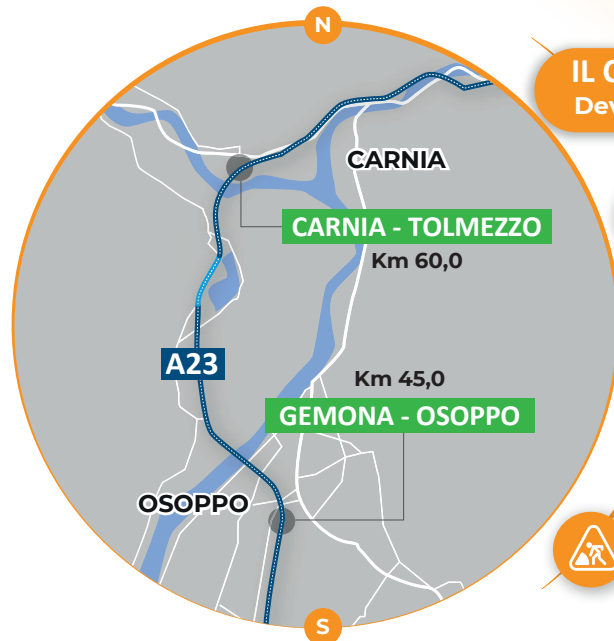 N
IL
Dev
CARNIA
CARNIA - TOLMEZZO
Km 60,0
A23
Km 45,0
GEMONA - OSOPPO
OSOPPO
S